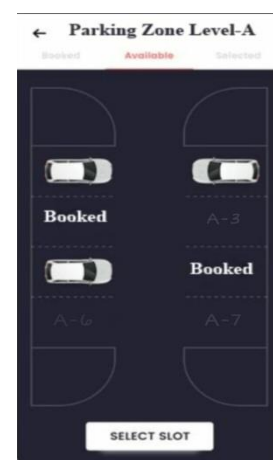 ← Parking Zone Level-A
Booked Available Selected
Booked A-3
Booked
A-6 A-7
SELECT SLOT